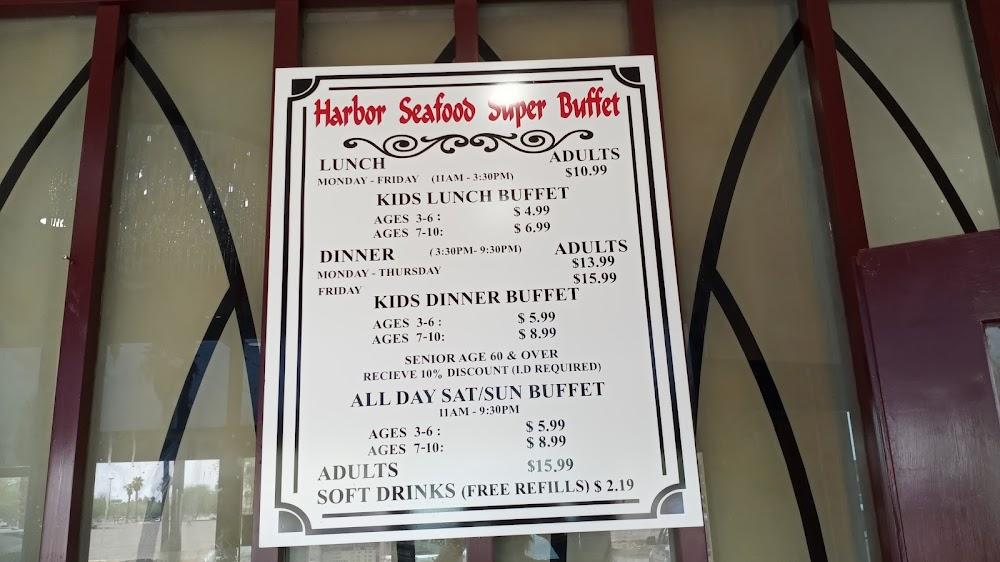 Harbor Seafood Super Buffet
LUNCH ADULTS
MONDAY - FRIDAY (11AM - 3:30PM) $10.99
KIDS LUNCH BUFFET
AGES 3-6 : $ 4.99
AGES 7-10: $ 6.99
DINNER (3:30PM- 9:30PM) ADULTS
MONDAY - THURSDAY $13.99
FRIDAY $15.99
KIDS DINNER BUFFET
AGES 3-6 : $ 5.99
AGES 7-10: $ 8.99
SENIOR AGE 60 & OVER
RECIEVE 10% DISCOUNT (I.D REQUIRED)
ALL DAY SAT/SUN BUFFET
11AM - 9:30PM
AGES 3-6 : $ 5.99
AGES 7-10: $ 8.99
ADULTS $15.99
SOFT DRINKS (FREE REFILLS) $ 2.19